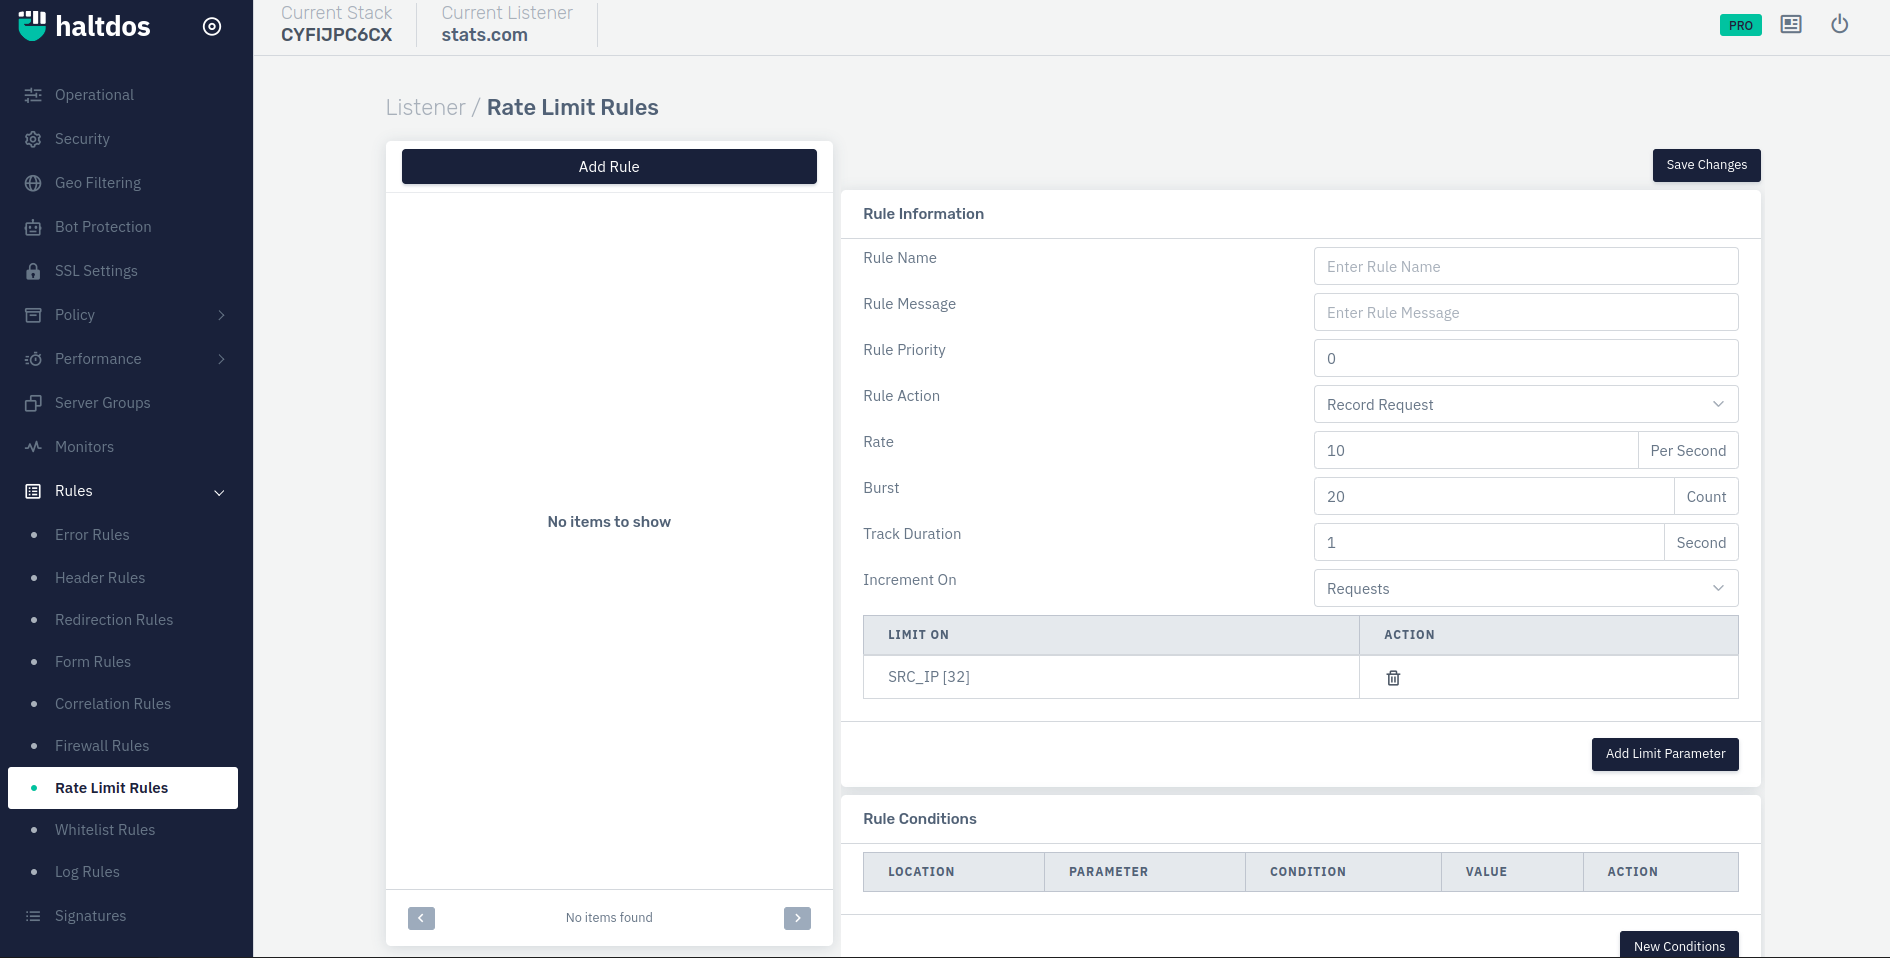 haltdos
Current Stack
CYFIJPC6CX
Current Listener
stats.com
PRO
Operational
Security
Geo Filtering
Bot Protection
SSL Settings
Policy
Performance
Server Groups
Monitors
Rules
Error Rules
Header Rules
Redirection Rules
Form Rules
Correlation Rules
Firewall Rules
Rate Limit Rules
Whitelist Rules
Log Rules
Signatures
Listener / Rate Limit Rules
Add Rule
No items to show
No items found
Save Changes
Rule Information
Rule Name
Enter Rule Name
Rule Message
Enter Rule Message
Rule Priority
0
Rule Action
Record Request
Rate
10 Per Second
Burst
20 Count
Track Duration
1 Second
Increment On
Requests
LIMIT ON ACTION
SRC_IP [32]
Add Limit Parameter
Rule Conditions
LOCATION PARAMETER CONDITION VALUE ACTION
New Conditions